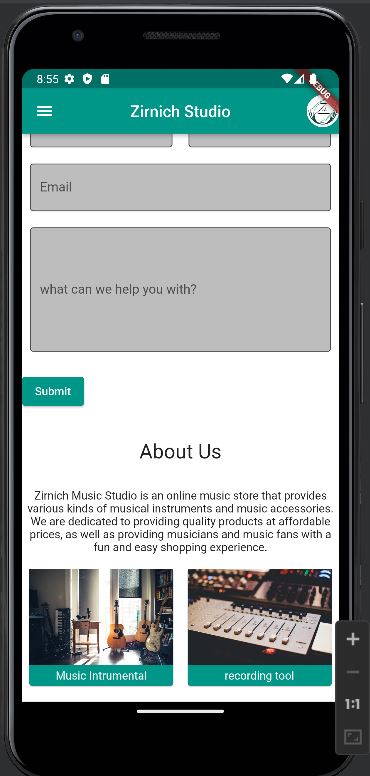 8:55
DEBUG
Zirnich Studio
Email
what can we help you with?
Submit
About Us
Zirnich Music Studio is an online music store that provides
various kinds of musical instruments and music accessories.
We are dedicated to providing quality products at affordable
prices, as well as providing musicians and music fans with a
fun and easy shopping experience.
Music Intrumental
recording tool
1:1